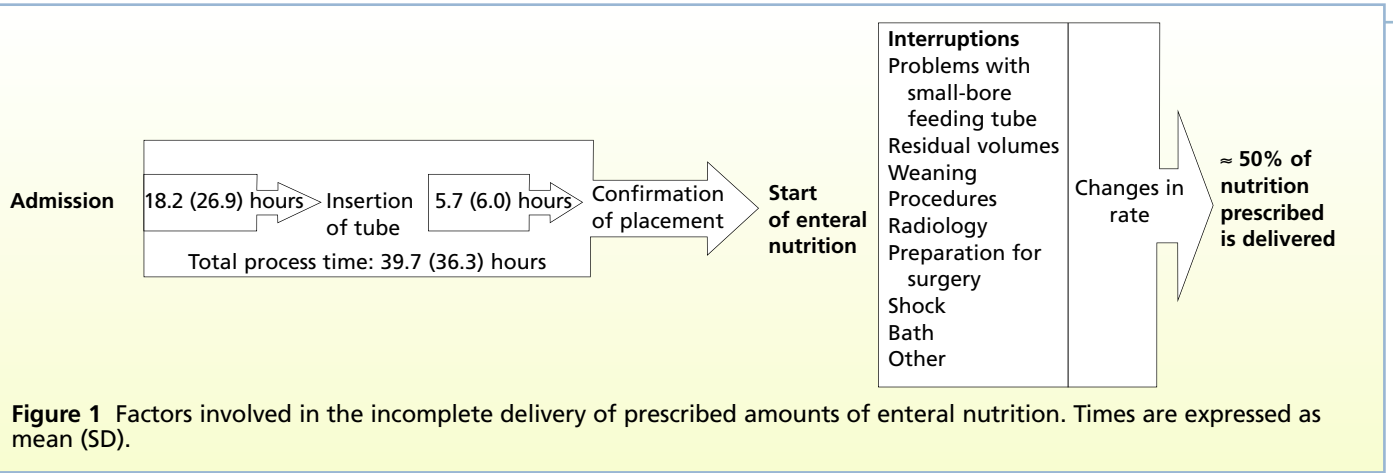 Admission
18.2 (26.9) hours
Insertion
of tube
5.7 (6.0) hours
Confirmation
of placement
Total process time: 39.7 (36.3) hours
Start
of enteral
nutrition
Interruptions
Problems with
small-bore
feeding tube
Residual volumes
Weaning
Procedures
Radiology
Preparation for
surgery
Shock
Bath
Other
Changes in
rate
≈ 50% of
nutrition
prescribed
is delivered
Figure 1 Factors involved in the incomplete delivery of prescribed amounts of enteral nutrition. Times are expressed as
mean (SD).